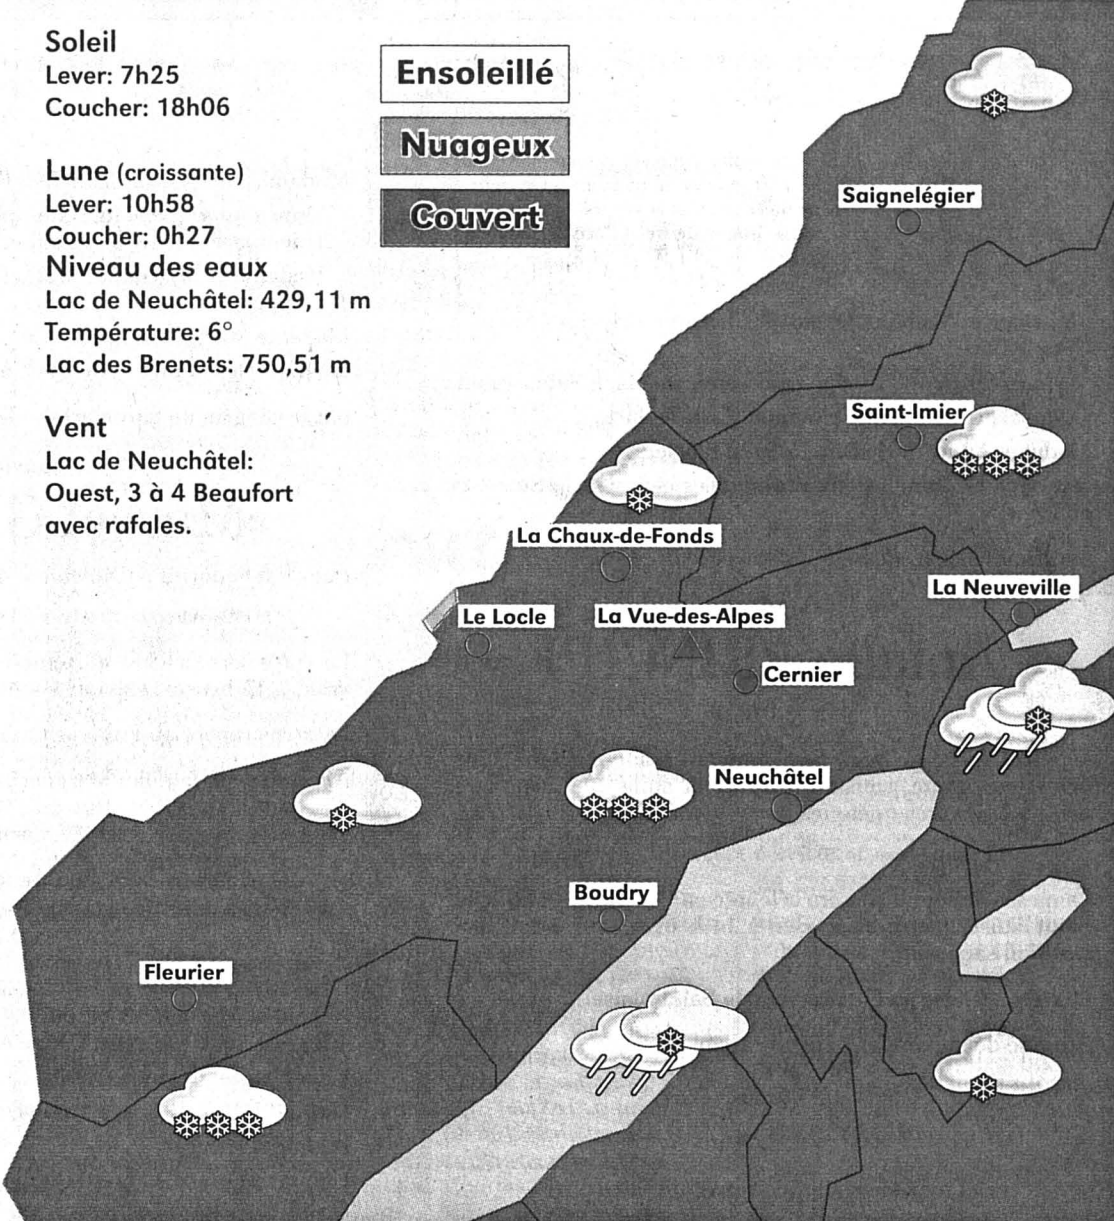 Soleil
Lever: 7h25
Coucher: 18h06
Lune (croissante)
Lever: 10h58
Coucher: 0h27
Niveau des eaux
Lac de Neuchâtel: 429,11 m
Température: 6°
Lac des Brenets: 750,51 m
Vent
Lac de Neuchâtel:
Ouest, 3 à 4 Beaufort
avec rafales.
Ensoleillé
Nuageux
Couvert
Saignelégier
Saint-Imier
La Chaux-de-Fonds
La Neuveville
Le Locle
La Vue-des-Alpes
Cernier
Neuchâtel
Boudry
Fleurier